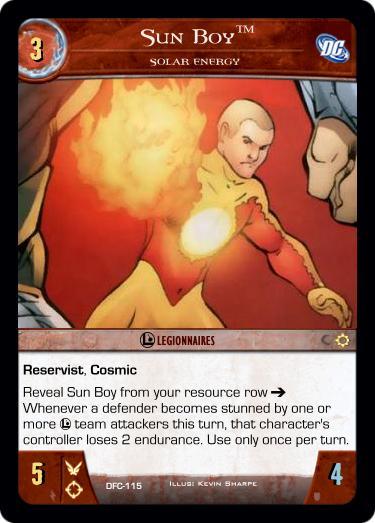 3
Sun Boy™
Solar Energy
DC
LEGIONNAIRES
Reservist, Cosmic
Reveal Sun Boy from your resource row ➔
Whenever a defender becomes stunned by one or
more L team attackers this turn, that character's
controller loses 2 endurance. Use only once per turn.
5
DFC-115
Illus: Kevin Sharpe
4